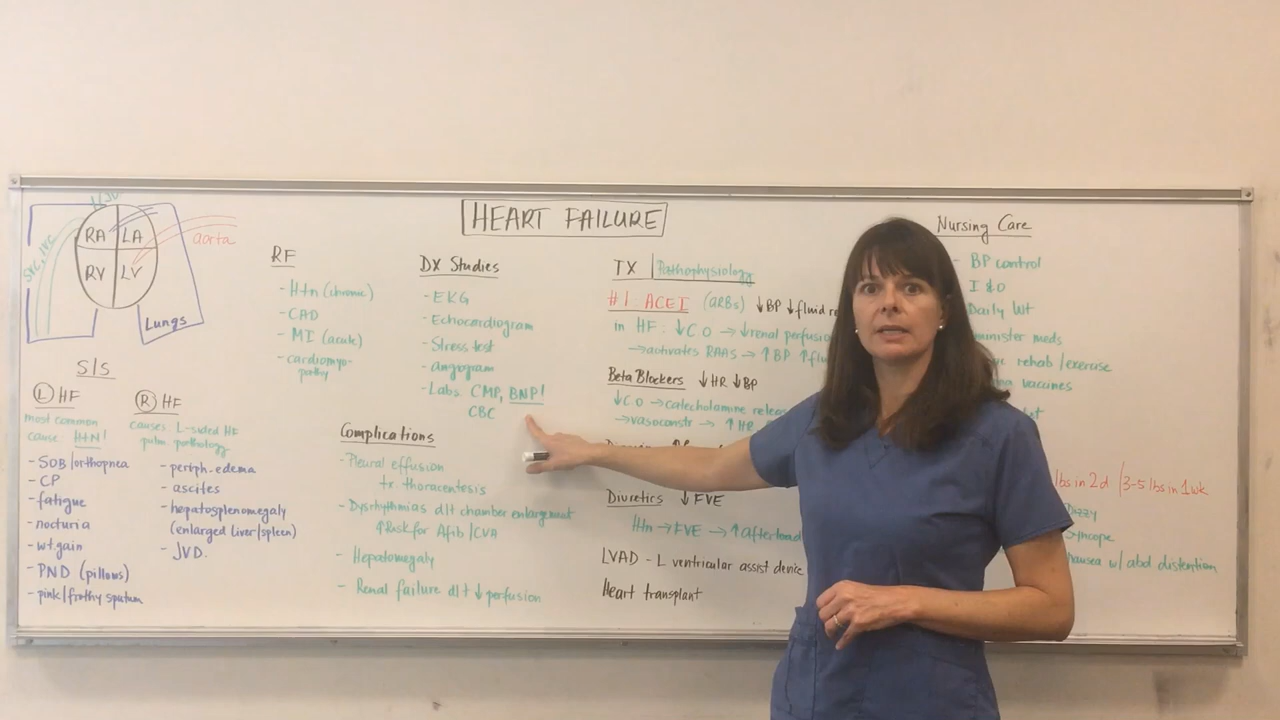 HEART FAILURE
SVC, IVC
RA
LA
RV
LV
aorta
Lungs
S/S
(L) HF
most common
cause HTN!
- SOB/orthopnea
- CP
- fatigue
- nocturia
- wt.gain
- PND (pillows)
- pink/frothy sputum
(R) HF
causes: L-sided HF
pulm. pathology
- periph. edema
- ascites
- hepatosplenomegaly
(enlarged liver/spleen)
- JVD.
RF
- Htn (chronic)
- CAD
- MI (acute)
- cardiomyo-
pathy
DX Studies
- EKG
- Echocardiogram
- Stress test
- angiogram
- Labs: CMP, BNP!
CBC
Complications
- Pleural effusion
tx. thoracentesis
- Dysrhythmias d/t chamber enlargement
↑Risk for Afib/CVA
- Hepatomegaly
- Renal failure d/t ↓ perfusion
TX | Pathophysiology
#1 ACEI (ARBs) ↓BP ↓fluid re
in HF: ↓C.O → ↓renal perfusio
→activates RAAS → ↑BP ↑flu
Beta Blockers ↓HR ↓BP
↓C.O → catecholamine releas
→vasoconstr → ↑HR
Diuretics ↓ FVE
Htn → FVE → ↑afterload
LVAD - L ventricular assist device
Heart transplant
Nursing Care
- BP control
I & O
Daily Wt
minister meds
rehab/exercise
vaccines
lbs in 2d / 3-5 lbs in 1wk
Dizzy
Syncope
nausea w/ abd distention